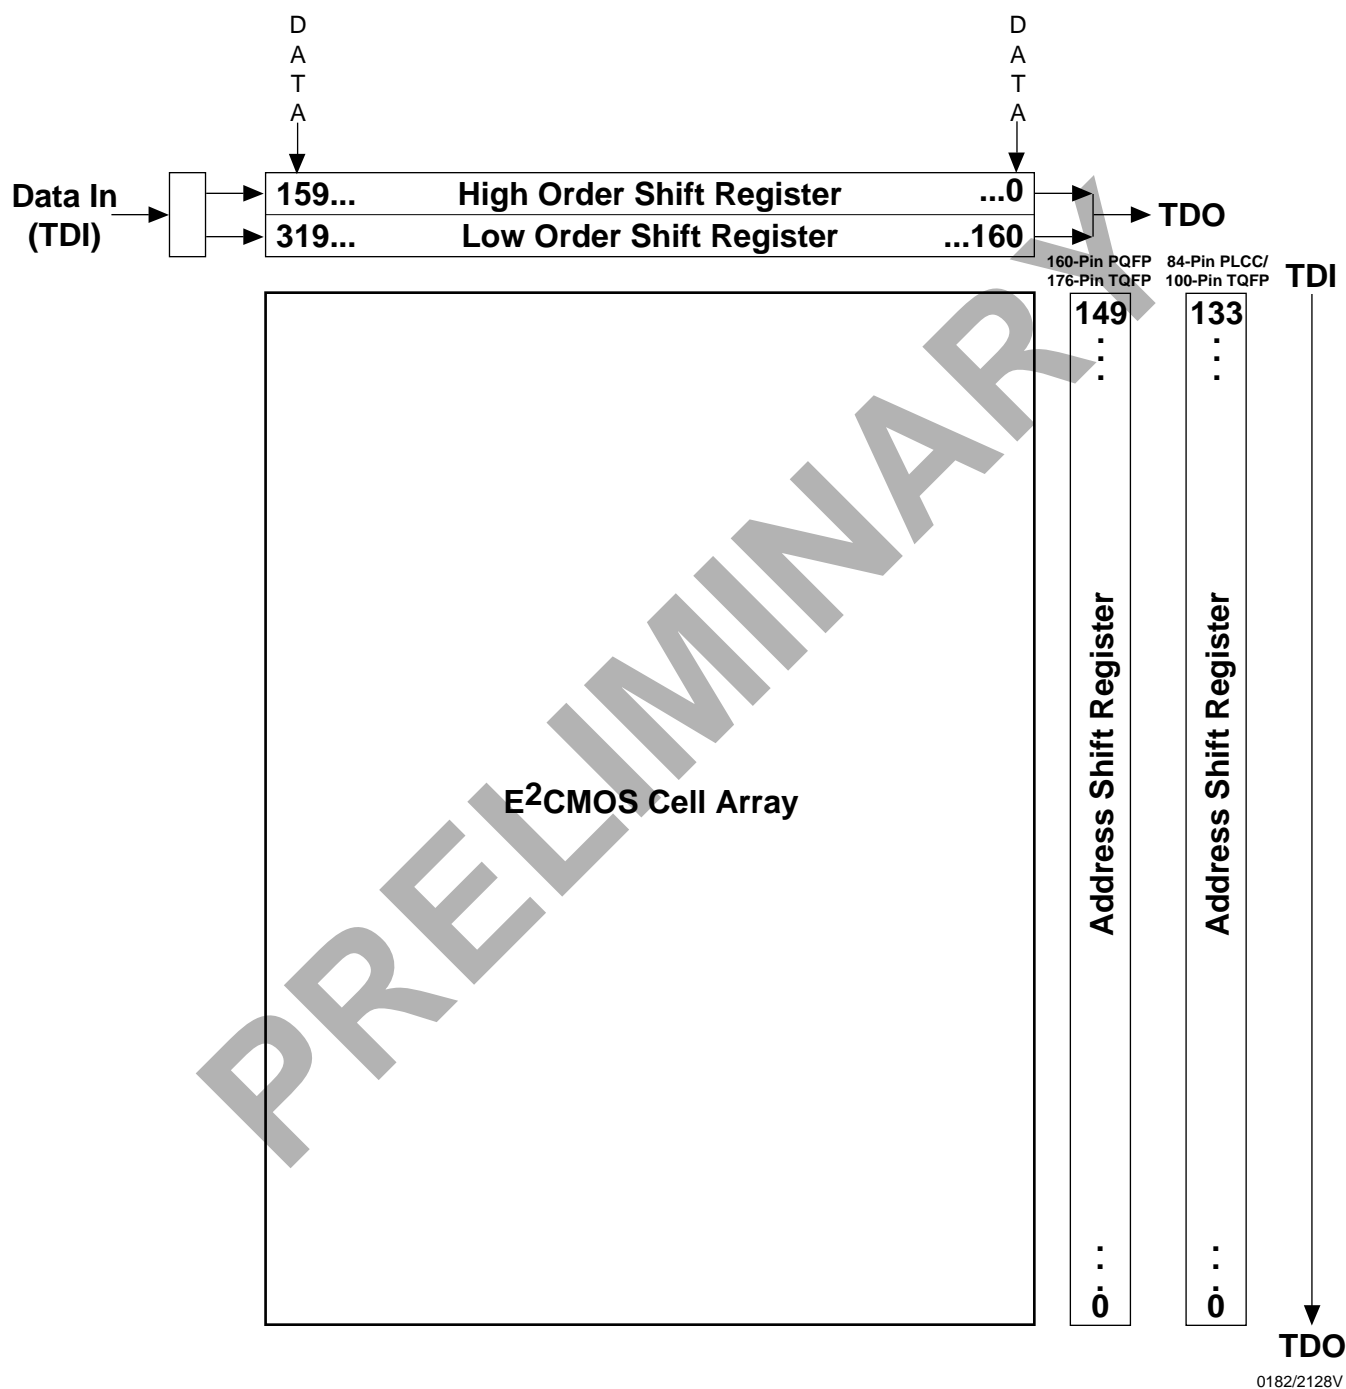 D A T A
D A T A
Data In
(TDI)
159... High Order Shift Register ...0
319... Low Order Shift Register ...160
TDO
160-Pin PQFP
176-Pin TQFP
84-Pin PLCC/
100-Pin TQFP
TDI
149
.
.
.
133
.
.
.
PRELIMINARY
E2CMOS Cell Array
Address Shift Register
Address Shift Register
.
.
.
0
.
.
.
0
TDO
0182/2128V